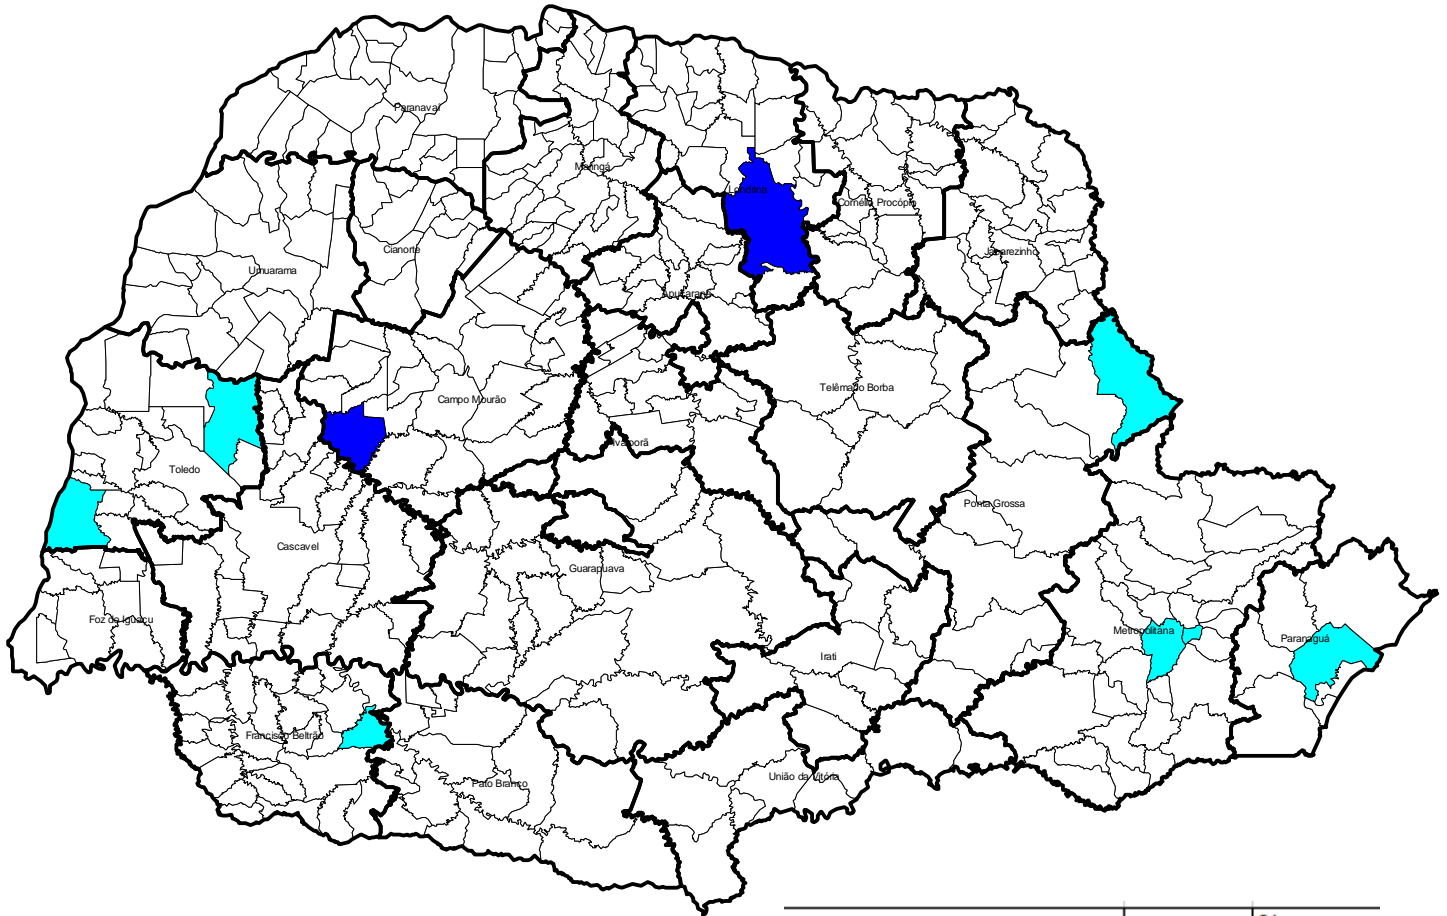 Paranavaí
Maringá
Londrina
Cornélio Procópio
Cianorte
Umuarama
Jacarezinho
Apucarana
Telêmaco Borba
Campo Mourão
Ivaiporã
Toledo
Ponta Grossa
Cascavel
Guarapuava
Foz do Iguaçu
Metropolitana
Paranaguá
Irati
Francisco Beltrão
União da Vitória
Pato Branco